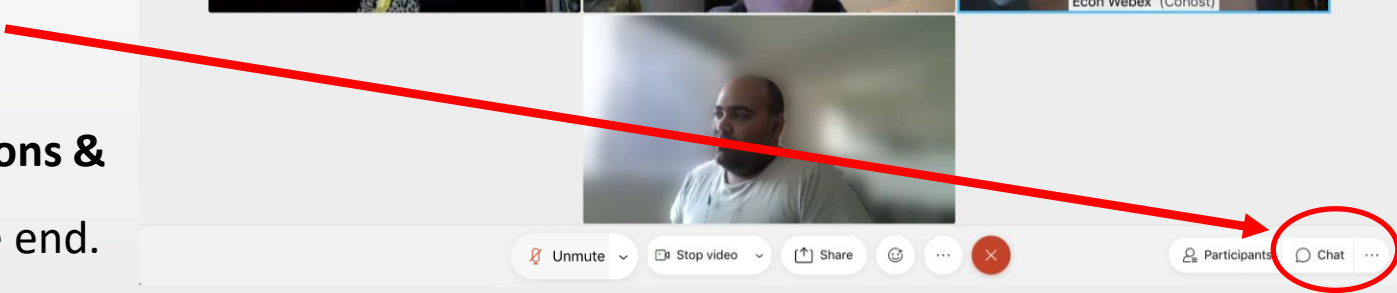 Econ Webex (Cohost)
ons &
end.
Unmute
Stop video
Share
Participants
Chat